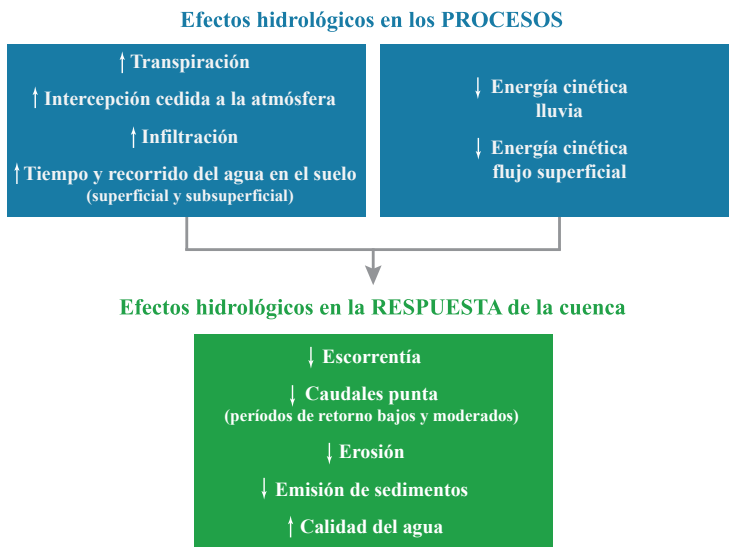 Efectos hidrológicos en los PROCESOS
↑ Transpiración
↑ Intercepción cedida a la atmósfera
↑ Infiltración
↑ Tiempo y recorrido del agua en el suelo
(superficial y subsuperficial)
↓ Energía cinética
lluvia
↓ Energía cinética
flujo superficial
Efectos hidrológicos en la RESPUESTA de la cuenca
↓ Escorrentía
↓ Caudales punta
(períodos de retorno bajos y moderados)
↓ Erosión
↓ Emisión de sedimentos
↑ Calidad del agua